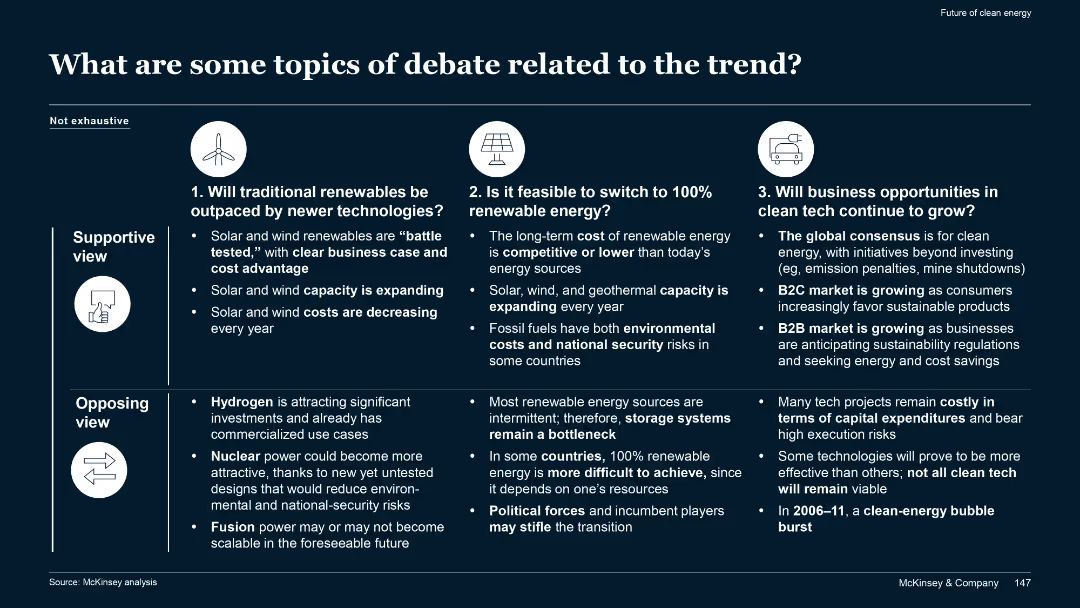 Future of clean energy
What are some topics of debate related to the trend?
Not exhaustive
1. Will traditional renewables be
outpaced by newer technologies?
2. Is it feasible to switch to 100%
renewable energy?
3. Will business opportunities in
clean tech continue to grow?
Supportive
view
• Solar and wind renewables are “battle
tested,” with clear business case and
cost advantage
• Solar and wind capacity is expanding
• Solar and wind costs are decreasing
every year
• The long-term cost of renewable energy
is competitive or lower than today’s
energy sources
• Solar, wind, and geothermal capacity is
expanding every year
• Fossil fuels have both environmental
costs and national security risks in
some countries
• The global consensus is for clean
energy, with initiatives beyond investing
(eg, emission penalties, mine shutdowns)
• B2C market is growing as consumers
increasingly favor sustainable products
• B2B market is growing as businesses
are anticipating sustainability regulations
and seeking energy and cost savings
Opposing
view
• Hydrogen is attracting significant
investments and already has
commercialized use cases
• Nuclear power could become more
attractive, thanks to new yet untested
designs that would reduce environ-
mental and national-security risks
• Fusion power may or may not become
scalable in the foreseeable future
• Most renewable energy sources are
intermittent; therefore, storage systems
remain a bottleneck
• In some countries, 100% renewable
energy is more difficult to achieve, since
it depends on one’s resources
• Political forces and incumbent players
may stifle the transition
• Many tech projects remain costly in
terms of capital expenditures and bear
high execution risks
• Some technologies will prove to be more
effective than others; not all clean tech
will remain viable
• In 2006–11, a clean-energy bubble
burst
Source: McKinsey analysis
McKinsey & Company 147